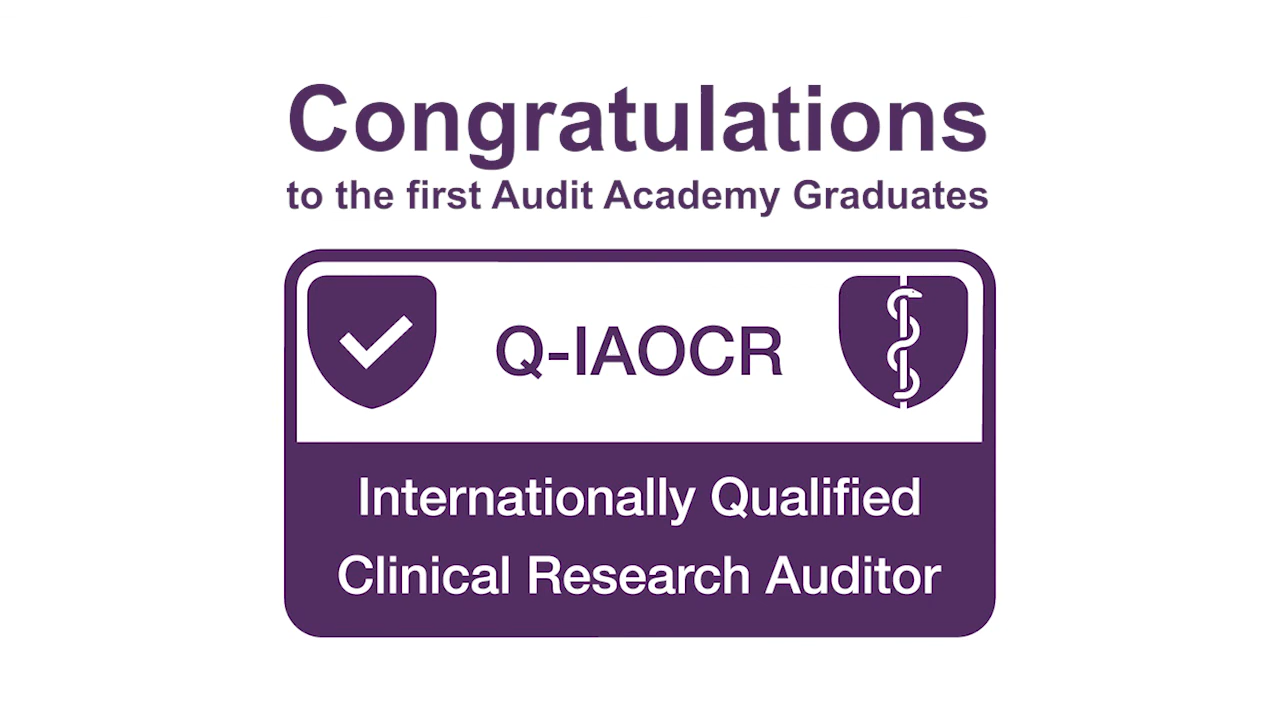 Congratulations
to the first Audit Academy Graduates
Q-IAOCR
Internationally Qualified
Clinical Research Auditor